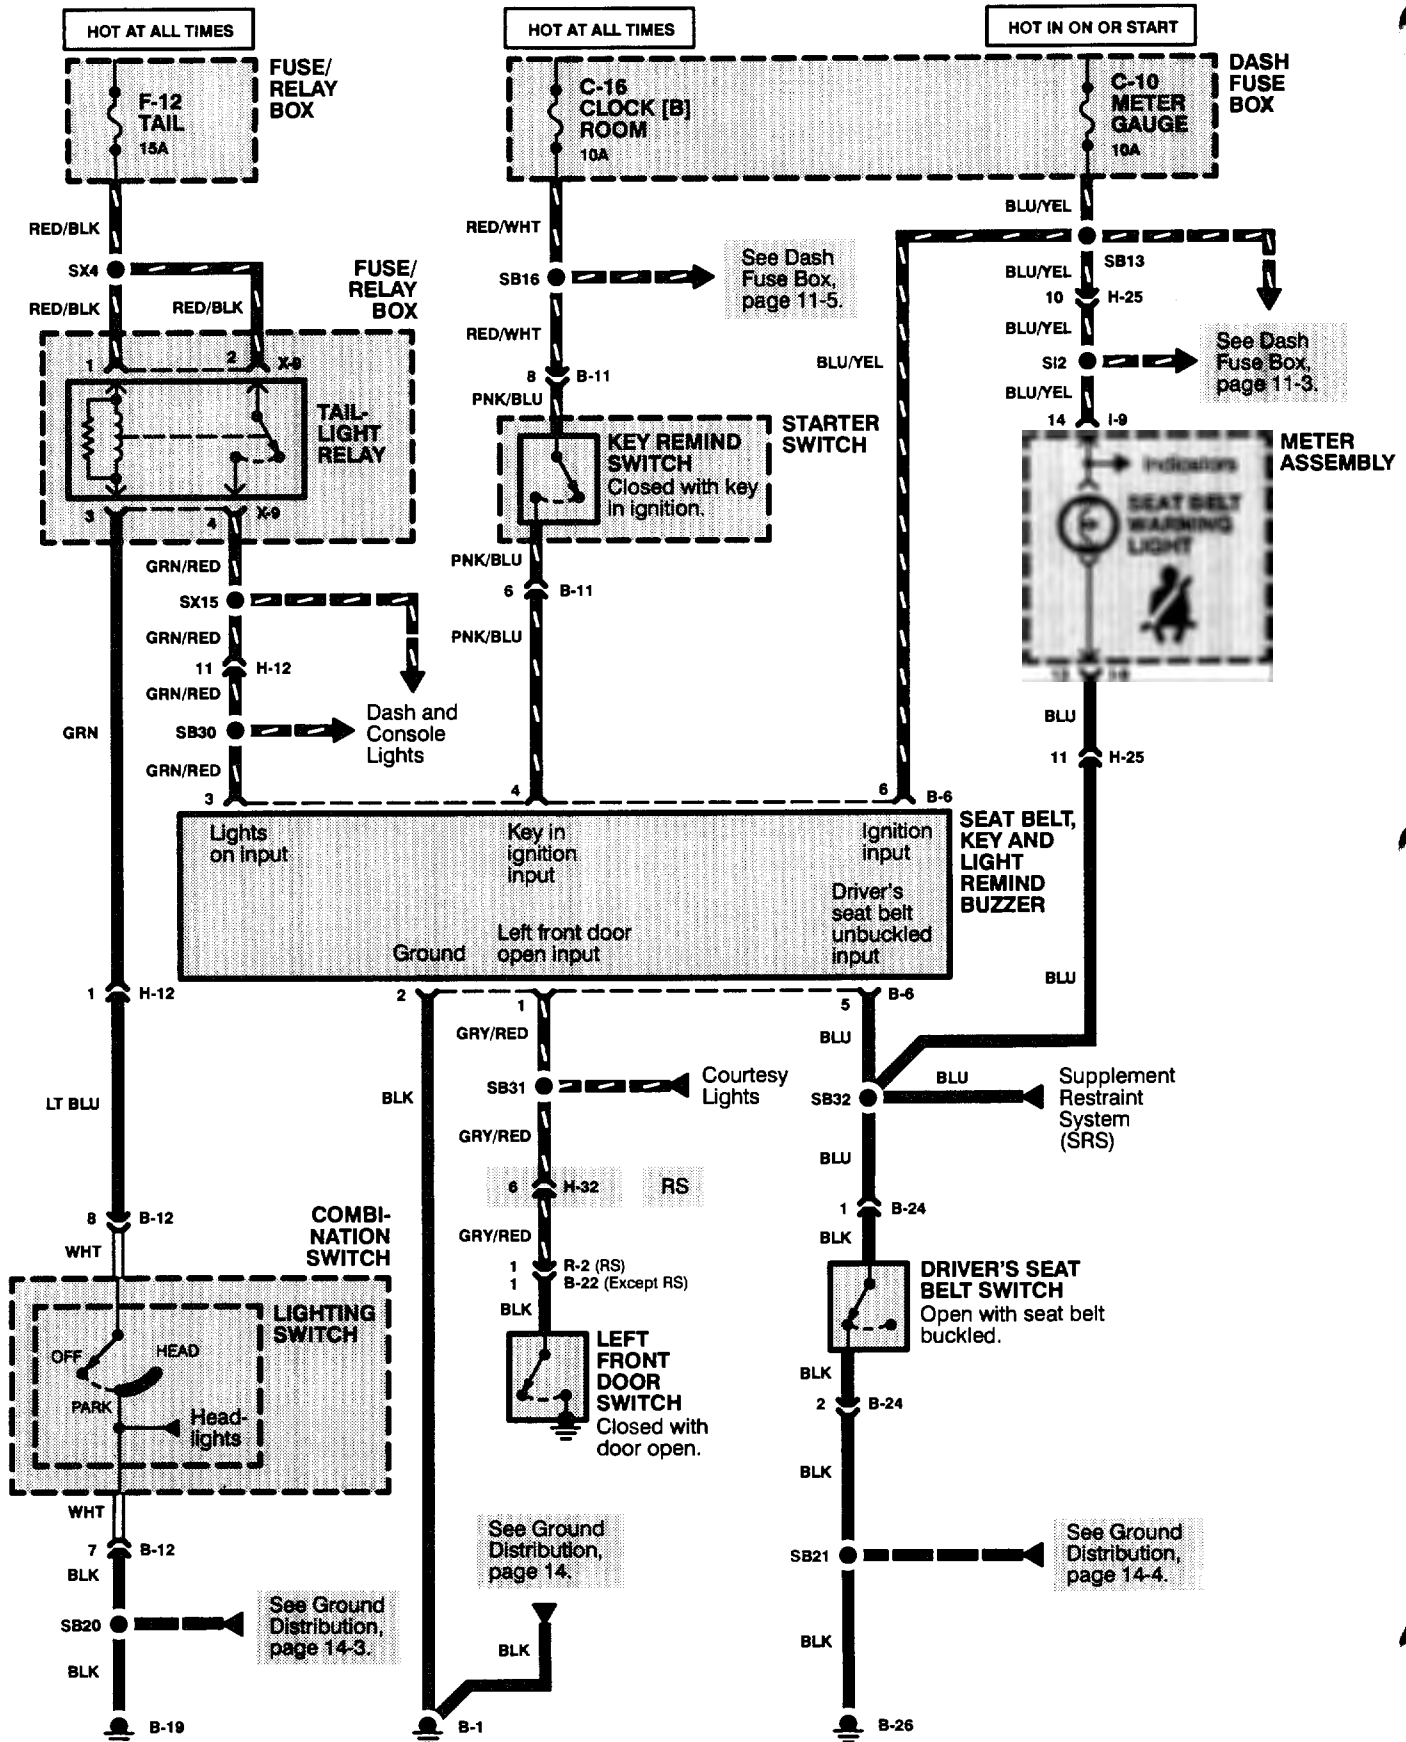 HOT AT ALL TIMES
HOT AT ALL TIMES
HOT IN ON OR START
FUSE/
RELAY
BOX
F-12
TAIL
15A
C-16
CLOCK [B]
ROOM
10A
C-10
METER
GAUGE
10A
DASH
FUSE
BOX
RED/BLK
SX4
RED/BLK
RED/BLK
FUSE/
RELAY
BOX
1
2
X-9
TAIL-
LIGHT
RELAY
3
4
X-9
RED/WHT
SB16
See Dash
Fuse Box,
page 11-5.
RED/WHT
8
B-11
PNK/BLU
STARTER
SWITCH
KEY REMIND
SWITCH
Closed with key
in ignition.
PNK/BLU
6
B-11
PNK/BLU
BLU/YEL
SB13
BLU/YEL
10
H-25
BLU/YEL
BLU/YEL
SI2
See Dash
Fuse Box,
page 11-3.
BLU/YEL
14
I-9
METER
ASSEMBLY
Indicators
SEAT BELT
WARNING
LIGHT
BLU
11
H-25
GRN/RED
SX15
GRN/RED
11
H-12
GRN/RED
SB30
Dash and
Console
Lights
GRN/RED
GRN
3
4
6
B-6
Lights
on input
Key in
ignition
input
Ignition
input
SEAT BELT,
KEY AND
LIGHT
REMIND
BUZZER
Driver's
seat belt
unbuckled
input
Ground
Left front door
open input
BLU
1
H-12
2
1
5
B-6
GRY/RED
BLU
SB31
Courtesy
Lights
BLK
LT BLU
SB32
BLU
Supplement
Restraint
System
(SRS)
GRY/RED
BLU
6
H-32
RS
1
B-24
GRY/RED
BLK
8
B-12
WHT
COMBI-
NATION
SWITCH
1
R-2 (RS)
1
B-22 (Except RS)
BLK
DRIVER'S SEAT
BELT SWITCH
Open with seat belt
buckled.
LIGHTING
SWITCH
OFF
HEAD
PARK
Head-
lights
LEFT
FRONT
DOOR
SWITCH
Closed with
door open.
BLK
2
B-24
BLK
WHT
7
B-12
BLK
See Ground
Distribution,
page 14.
SB21
See Ground
Distribution,
page 14-4.
SB20
See Ground
Distribution,
page 14-3.
BLK
BLK
BLK
B-19
B-1
B-26